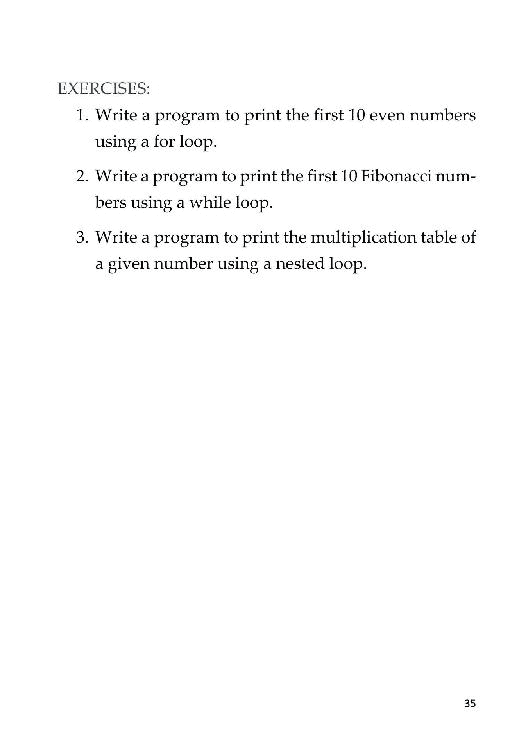 EXERCISES:
1. Write a program to print the first 10 even numbers
using a for loop.
2. Write a program to print the first 10 Fibonacci num-
bers using a while loop.
3. Write a program to print the multiplication table of
a given number using a nested loop.
35